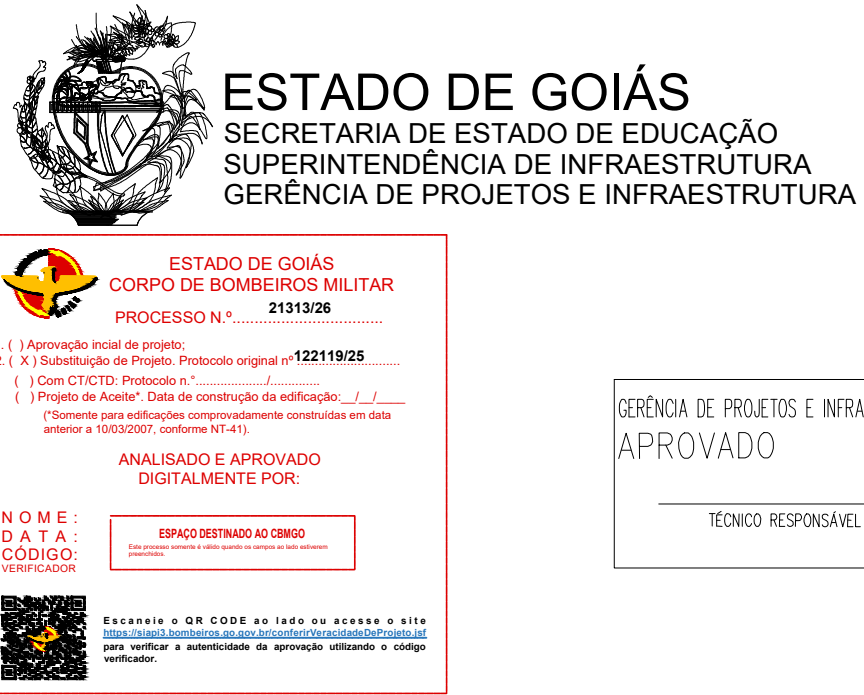 ESTADO DE GOIÁS
SECRETARIA DE ESTADO DE EDUCAÇÃO
SUPERINTENDÊNCIA DE INFRAESTRUTURA
GERÊNCIA DE PROJETOS E INFRAESTRUTURA
GOIÁS
ESTADO DE GOIÁS
CORPO DE BOMBEIROS MILITAR
PROCESSO N.º..................................
21313/26
. ( ) Aprovação incial de projeto;
2. ( X ) Substituição de Projeto. Protocolo original nº 122119/25
( ) Com CT/CTD: Protocolo n.°..................../..............
( ) Projeto de Aceite*. Data de construção da edificação:__/__/____
(*Somente para edificações comprovadamente construídas em data
anterior a 10/03/2007, conforme NT-41).
ANALISADO E APROVADO
DIGITALMENTE POR:
NOME:
DATA:
CÓDIGO:
VERIFICADOR
ESPAÇO DESTINADO AO CBMGO
Este processo somente é válido quando os campos ao lado estiverem
preenchidos.
Escaneie o QR CODE ao lado ou acesse o site
https://siapi3.bombeiros.go.gov.br/conferirVeracidadeDeProjeto.jsf
para verificar a autenticidade da aprovação utilizando o código
verificador.
GERÊNCIA DE PROJETOS E INFRA
APROVADO
TÉCNICO RESPONSÁVEL